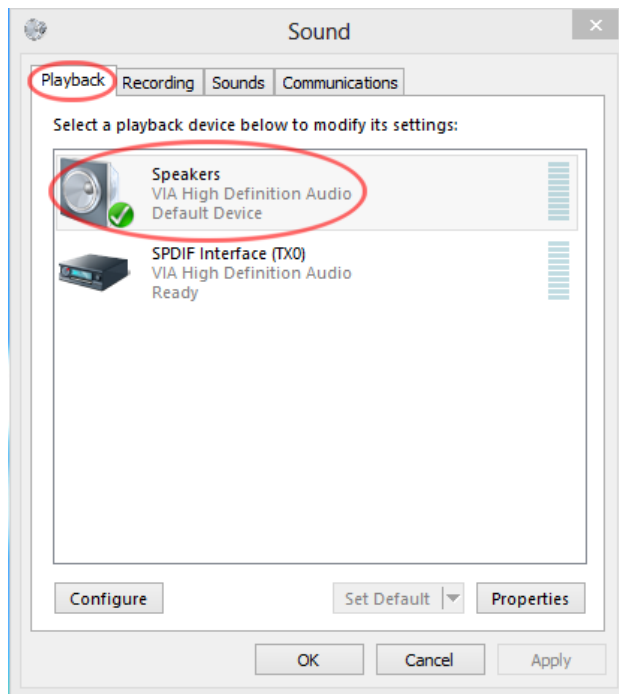 Sound
Playback Recording Sounds Communications
Select a playback device below to modify its settings:
Speakers
VIA High Definition Audio
Default Device
SPDIF Interface (TX0)
VIA High Definition Audio
Ready
Configure Set Default Properties
OK Cancel Apply